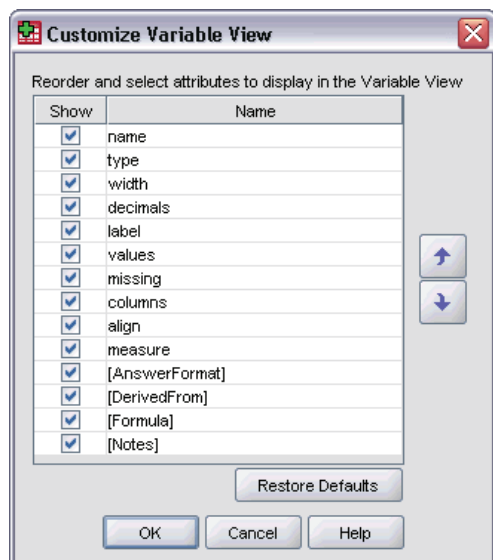 Customize Variable View
Reorder and select attributes to display in the Variable View
Show Name
name
type
width
decimals
label
values
missing
columns
align
measure
[AnswerFormat]
[DerivedFrom]
[Formula]
[Notes]
Restore Defaults
OK Cancel Help